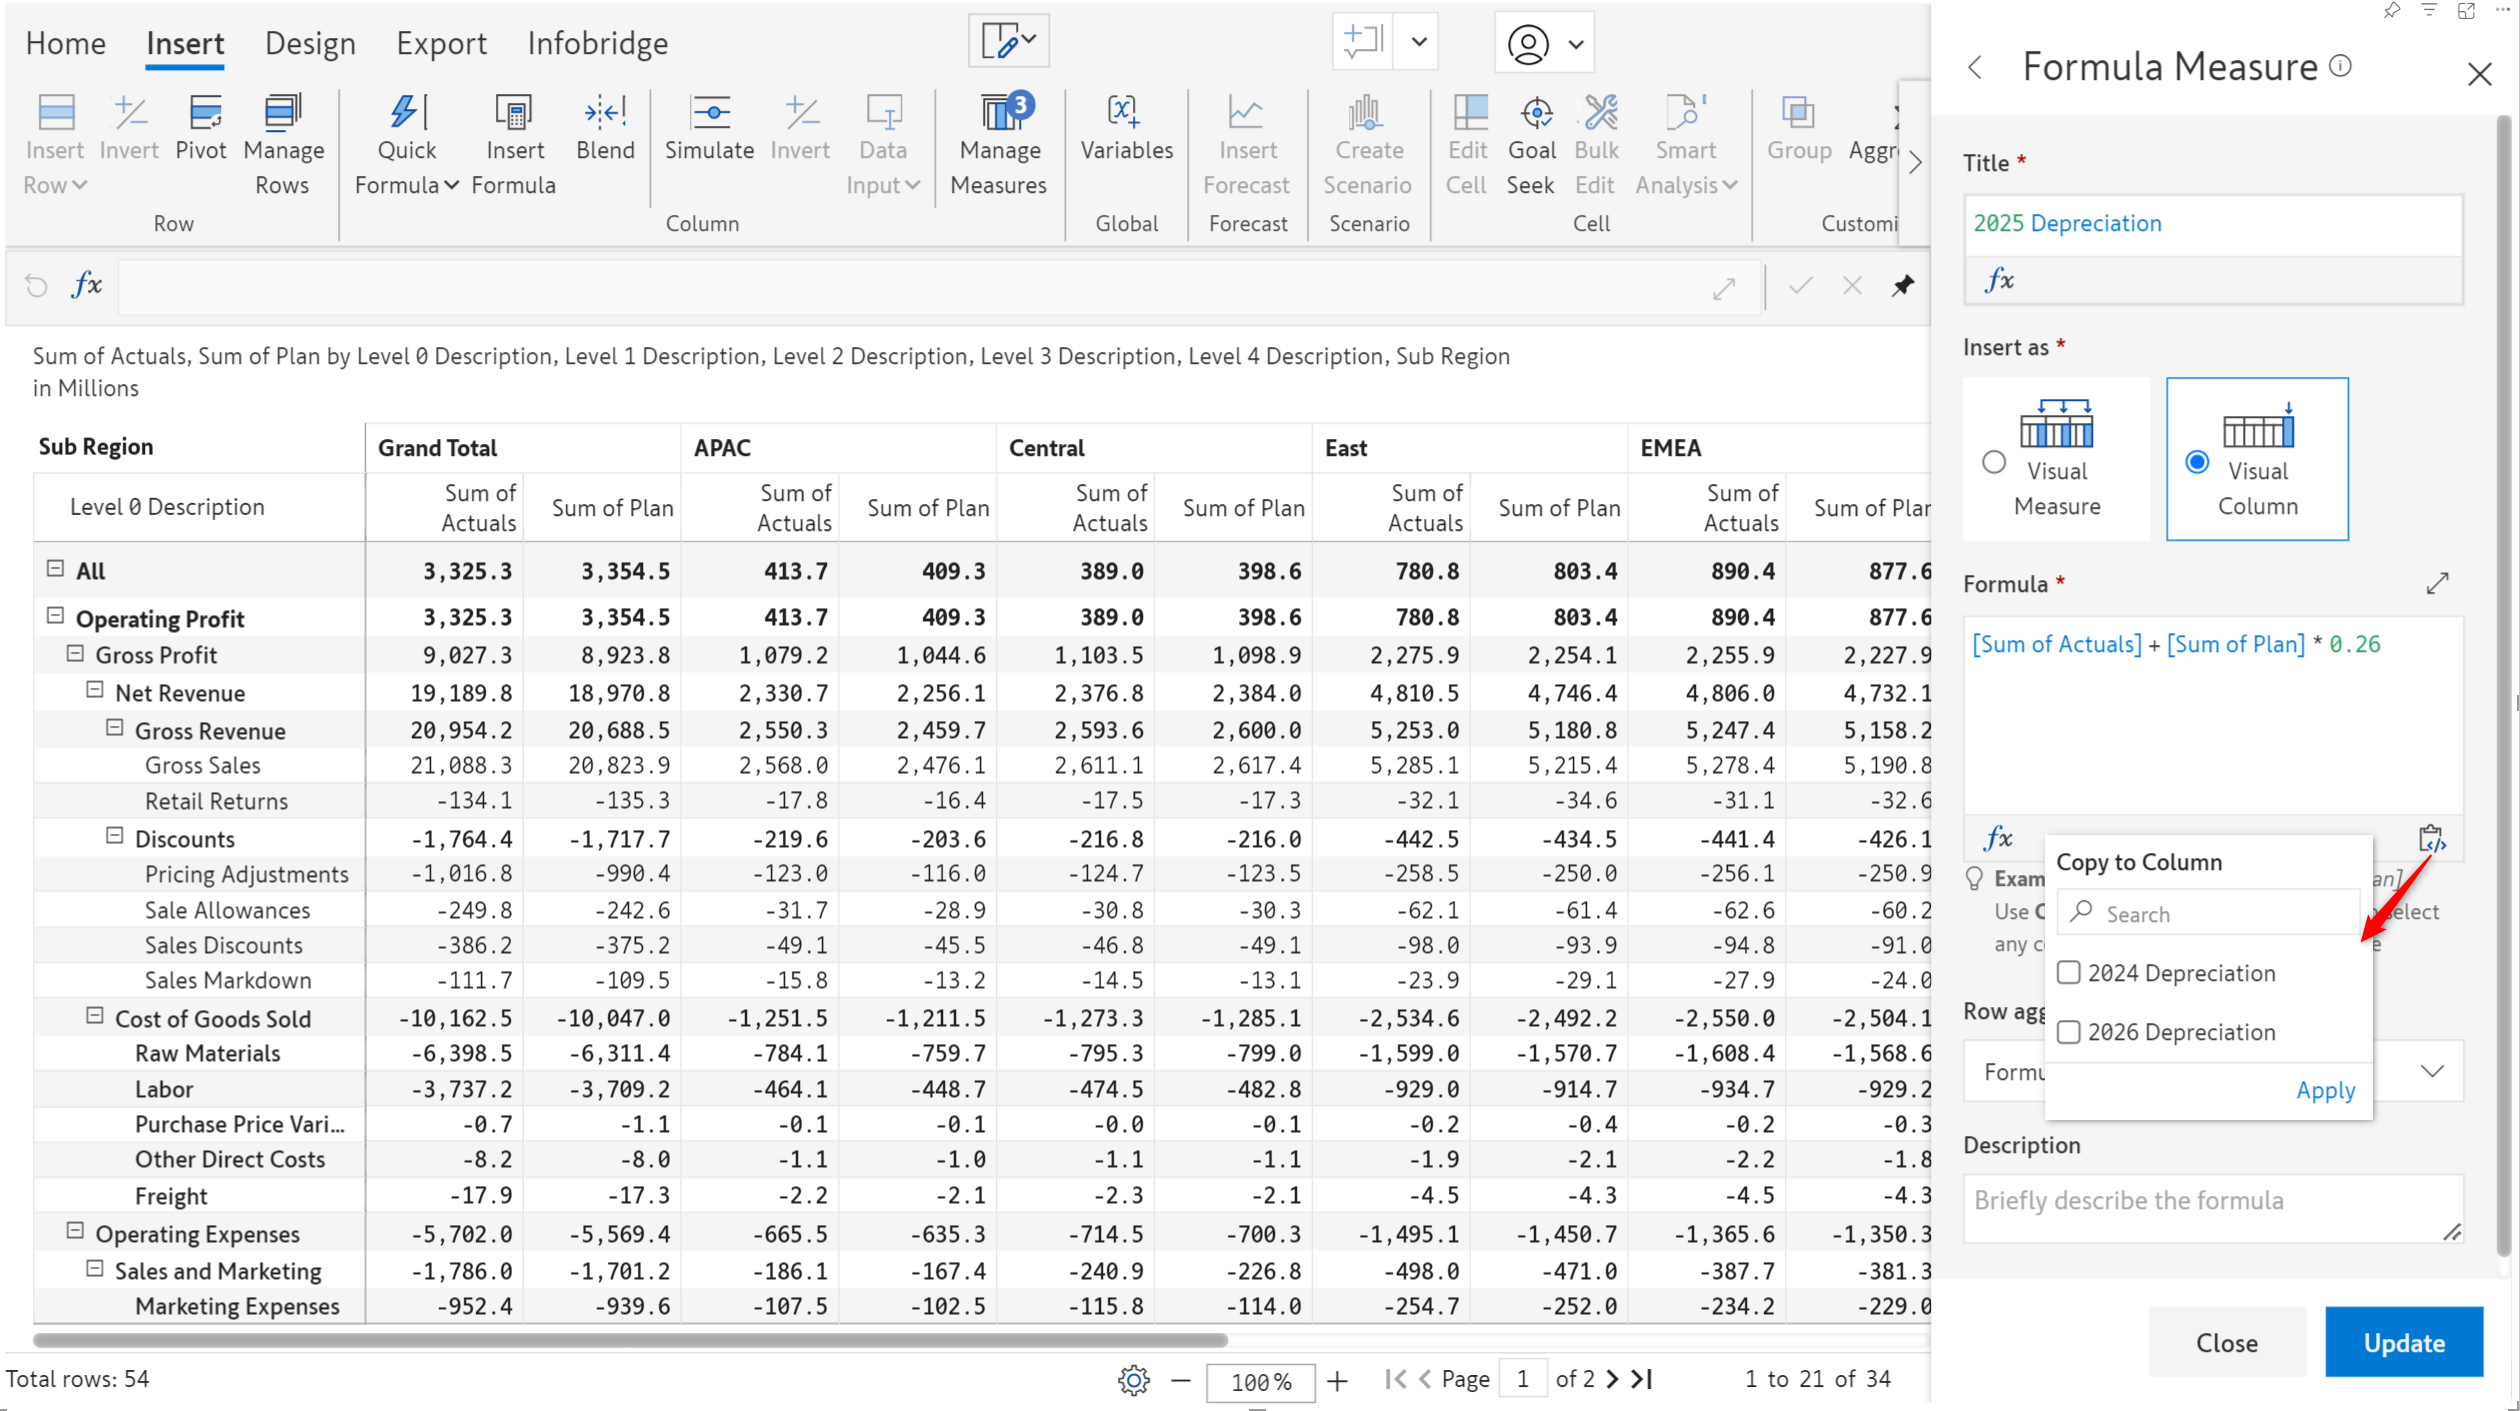 Home Insert Design Export Infobridge
Insert Row Invert Pivot Manage Rows
Row
Quick Formula Insert Formula Blend Simulate Invert Data Input
Column
3
Manage Measures
Variables
Global
Insert Forecast
Forecast
Create Scenario
Scenario
Edit Cell Goal Seek Bulk Edit Smart Analysis
Cell
Group Aggr
Customi
fx
Sum of Actuals, Sum of Plan by Level 0 Description, Level 1 Description, Level 2 Description, Level 3 Description, Level 4 Description, Sub Region
in Millions
Sub Region Grand Total APAC Central East EMEA
Level 0 Description Sum of Actuals Sum of Plan Sum of Actuals Sum of Plan Sum of Actuals Sum of Plan Sum of Actuals Sum of Plan Sum of Actuals Sum of Plan
All 3,325.3 3,354.5 413.7 409.3 389.0 398.6 780.8 803.4 890.4 877.6
Operating Profit 3,325.3 3,354.5 413.7 409.3 389.0 398.6 780.8 803.4 890.4 877.6
Gross Profit 9,027.3 8,923.8 1,079.2 1,044.6 1,103.5 1,098.9 2,275.9 2,254.1 2,255.9 2,227.9
Net Revenue 19,189.8 18,970.8 2,330.7 2,256.1 2,376.8 2,384.0 4,810.5 4,746.4 4,806.0 4,732.1
Gross Revenue 20,954.2 20,688.5 2,550.3 2,459.7 2,593.6 2,600.0 5,253.0 5,180.8 5,247.4 5,158.2
Gross Sales 21,088.3 20,823.9 2,568.0 2,476.1 2,611.1 2,617.4 5,285.1 5,215.4 5,278.4 5,190.8
Retail Returns -134.1 -135.3 -17.8 -16.4 -17.5 -17.3 -32.1 -34.6 -31.1 -32.6
Discounts -1,764.4 -1,717.7 -219.6 -203.6 -216.8 -216.0 -442.5 -434.5 -441.4 -426.1
Pricing Adjustments -1,016.8 -990.4 -123.0 -116.0 -124.7 -123.5 -258.5 -250.0 -256.1 -250.9
Sale Allowances -249.8 -242.6 -31.7 -28.9 -30.8 -30.3 -62.1 -61.4 -62.6 -60.2
Sales Discounts -386.2 -375.2 -49.1 -45.5 -46.8 -49.1 -98.0 -93.9 -94.8 -91.0
Sales Markdown -111.7 -109.5 -15.8 -13.2 -14.5 -13.1 -23.9 -29.1 -27.9 -24.0
Cost of Goods Sold -10,162.5 -10,047.0 -1,251.5 -1,211.5 -1,273.3 -1,285.1 -2,534.6 -2,492.2 -2,550.0 -2,504.1
Raw Materials -6,398.5 -6,311.4 -784.1 -759.7 -795.3 -799.0 -1,599.0 -1,570.7 -1,608.4 -1,568.6
Labor -3,737.2 -3,709.2 -464.1 -448.7 -474.5 -482.8 -929.0 -914.7 -934.7 -929.2
Purchase Price Vari... -0.7 -1.1 -0.1 -0.1 -0.0 -0.1 -0.2 -0.4 -0.2 -0.3
Other Direct Costs -8.2 -8.0 -1.1 -1.0 -1.1 -1.1 -1.9 -2.1 -2.2 -1.8
Freight -17.9 -17.3 -2.2 -2.1 -2.3 -2.1 -4.5 -4.3 -4.5 -4.3
Operating Expenses -5,702.0 -5,569.4 -665.5 -635.3 -714.5 -700.3 -1,495.1 -1,450.7 -1,365.6 -1,350.3
Sales and Marketing -1,786.0 -1,701.2 -186.1 -167.4 -240.9 -226.8 -498.0 -471.0 -387.7 -381.3
Marketing Expenses -952.4 -939.6 -107.5 -102.5 -115.8 -114.0 -254.7 -252.0 -234.2 -229.0
Total rows: 54
100%
Page 1 of 2
1 to 21 of 34
Formula Measure
Title *
2025 Depreciation
fx
Insert as *
Visual Measure
Visual Column
Formula *
[Sum of Actuals] + [Sum of Plan] * 0.26
fx
Copy to Column
Search
2024 Depreciation
2026 Depreciation
Apply
Exam
an]
Use
select
any
Row agg
Formu
Description
Briefly describe the formula
Close
Update